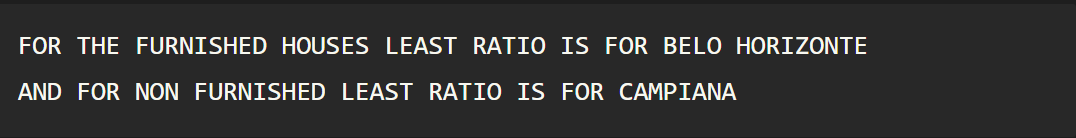 FOR THE FURNISHED HOUSES LEAST RATIO IS FOR BELO HORIZONTE
AND FOR NON FURNISHED LEAST RATIO IS FOR CAMPIANA